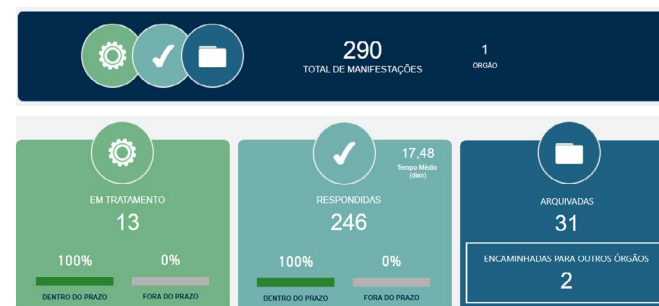 290
TOTAL DE MANIFESTAÇÕES
1
ORGÃO
EM TRATAMENTO
13
100%
0%
DENTRO DO PRAZO
FORA DO PRAZO
17,48
Tempo Médio
(dias)
RESPONDIDAS
246
100%
0%
DENTRO DO PRAZO
FORA DO PRAZO
ARQUIVADAS
31
ENCAMINHADAS PARA OUTROS ÓRGÃOS
2